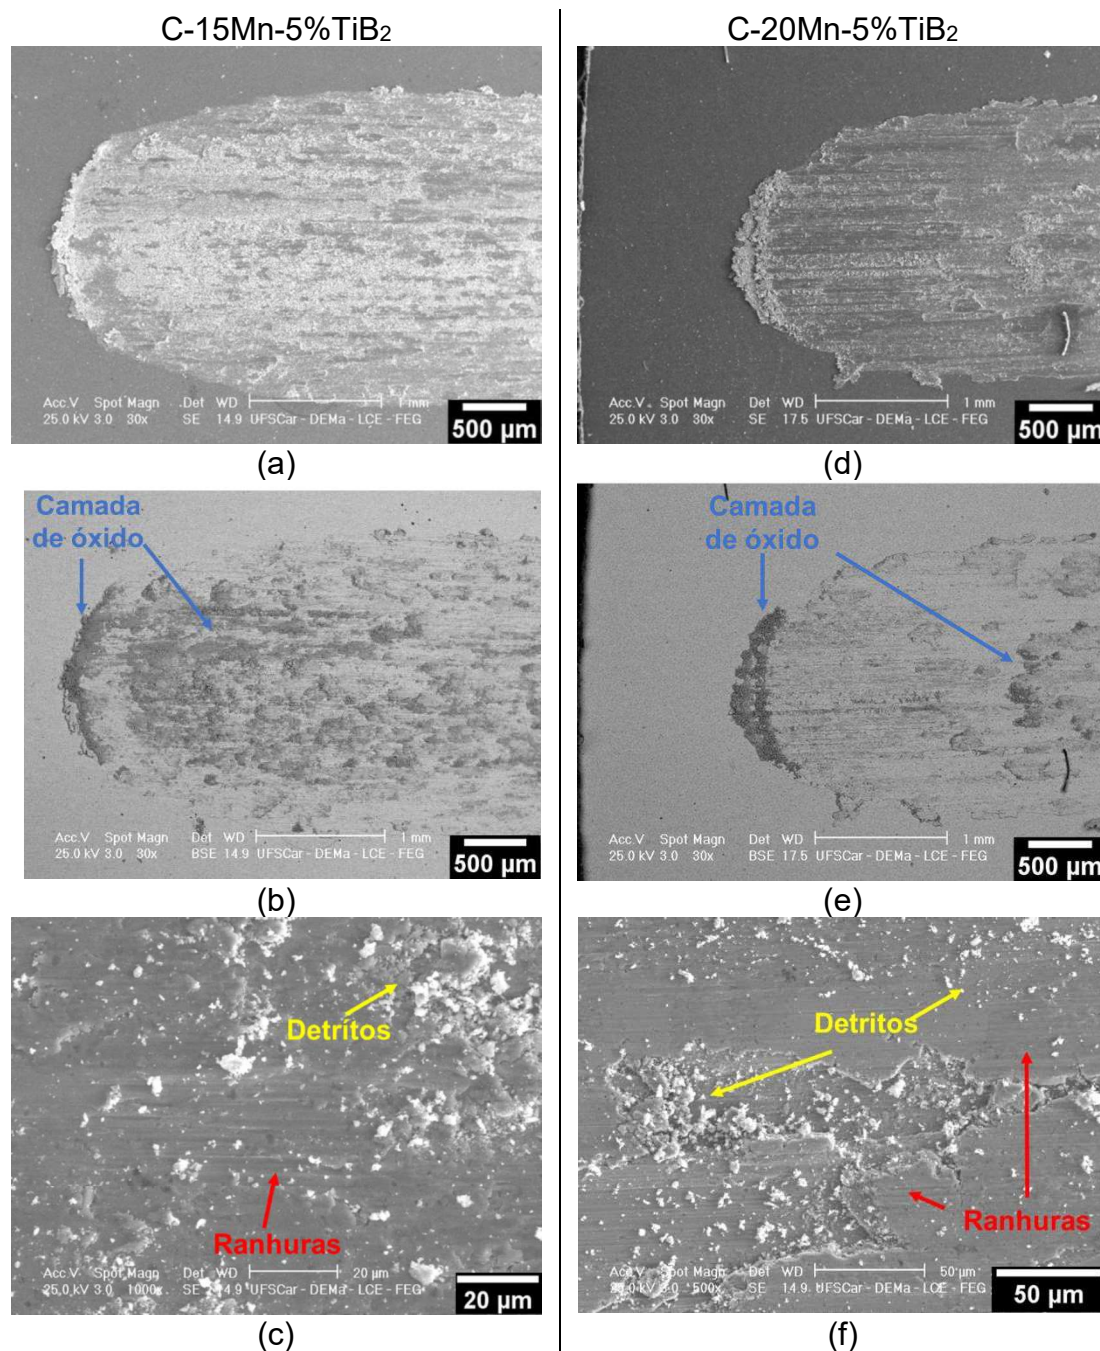 C-15Mn-5%TiB₂
C-20Mn-5%TiB₂
Acc.V Spot Magn Det WD 1 mm
25.0 kV 3.0 30x SE 14.9 UFSCar - DEMa - LCE - FEG
500 µm
(a)
Acc.V Spot Magn Det WD 1 mm
25.0 kV 3.0 30x SE 17.5 UFSCar - DEMa - LCE - FEG
500 µm
(d)
Camada
de óxido
Acc.V Spot Magn Det WD 1 mm
25.0 kV 3.0 30x BSE 14.9 UFSCar - DEMa - LCE - FEG
500 µm
(b)
Camada
de óxido
Acc.V Spot Magn Det WD 1 mm
25.0 kV 3.0 30x BSE 17.5 UFSCar - DEMa - LCE - FEG
500 µm
(e)
Detritos
Ranhuras
Acc.V Spot Magn Det WD 20 µm
25.0 kV 3.0 1000x SE 14.9 UFSCar - DEMa - LCE - FEG
20 µm
(c)
Detritos
Ranhuras
Acc.V Spot Magn Det WD 50 µm
25.0 kV 3.0 500x SE 14.9 UFSCar - DEMa - LCE - FEG
50 µm
(f)